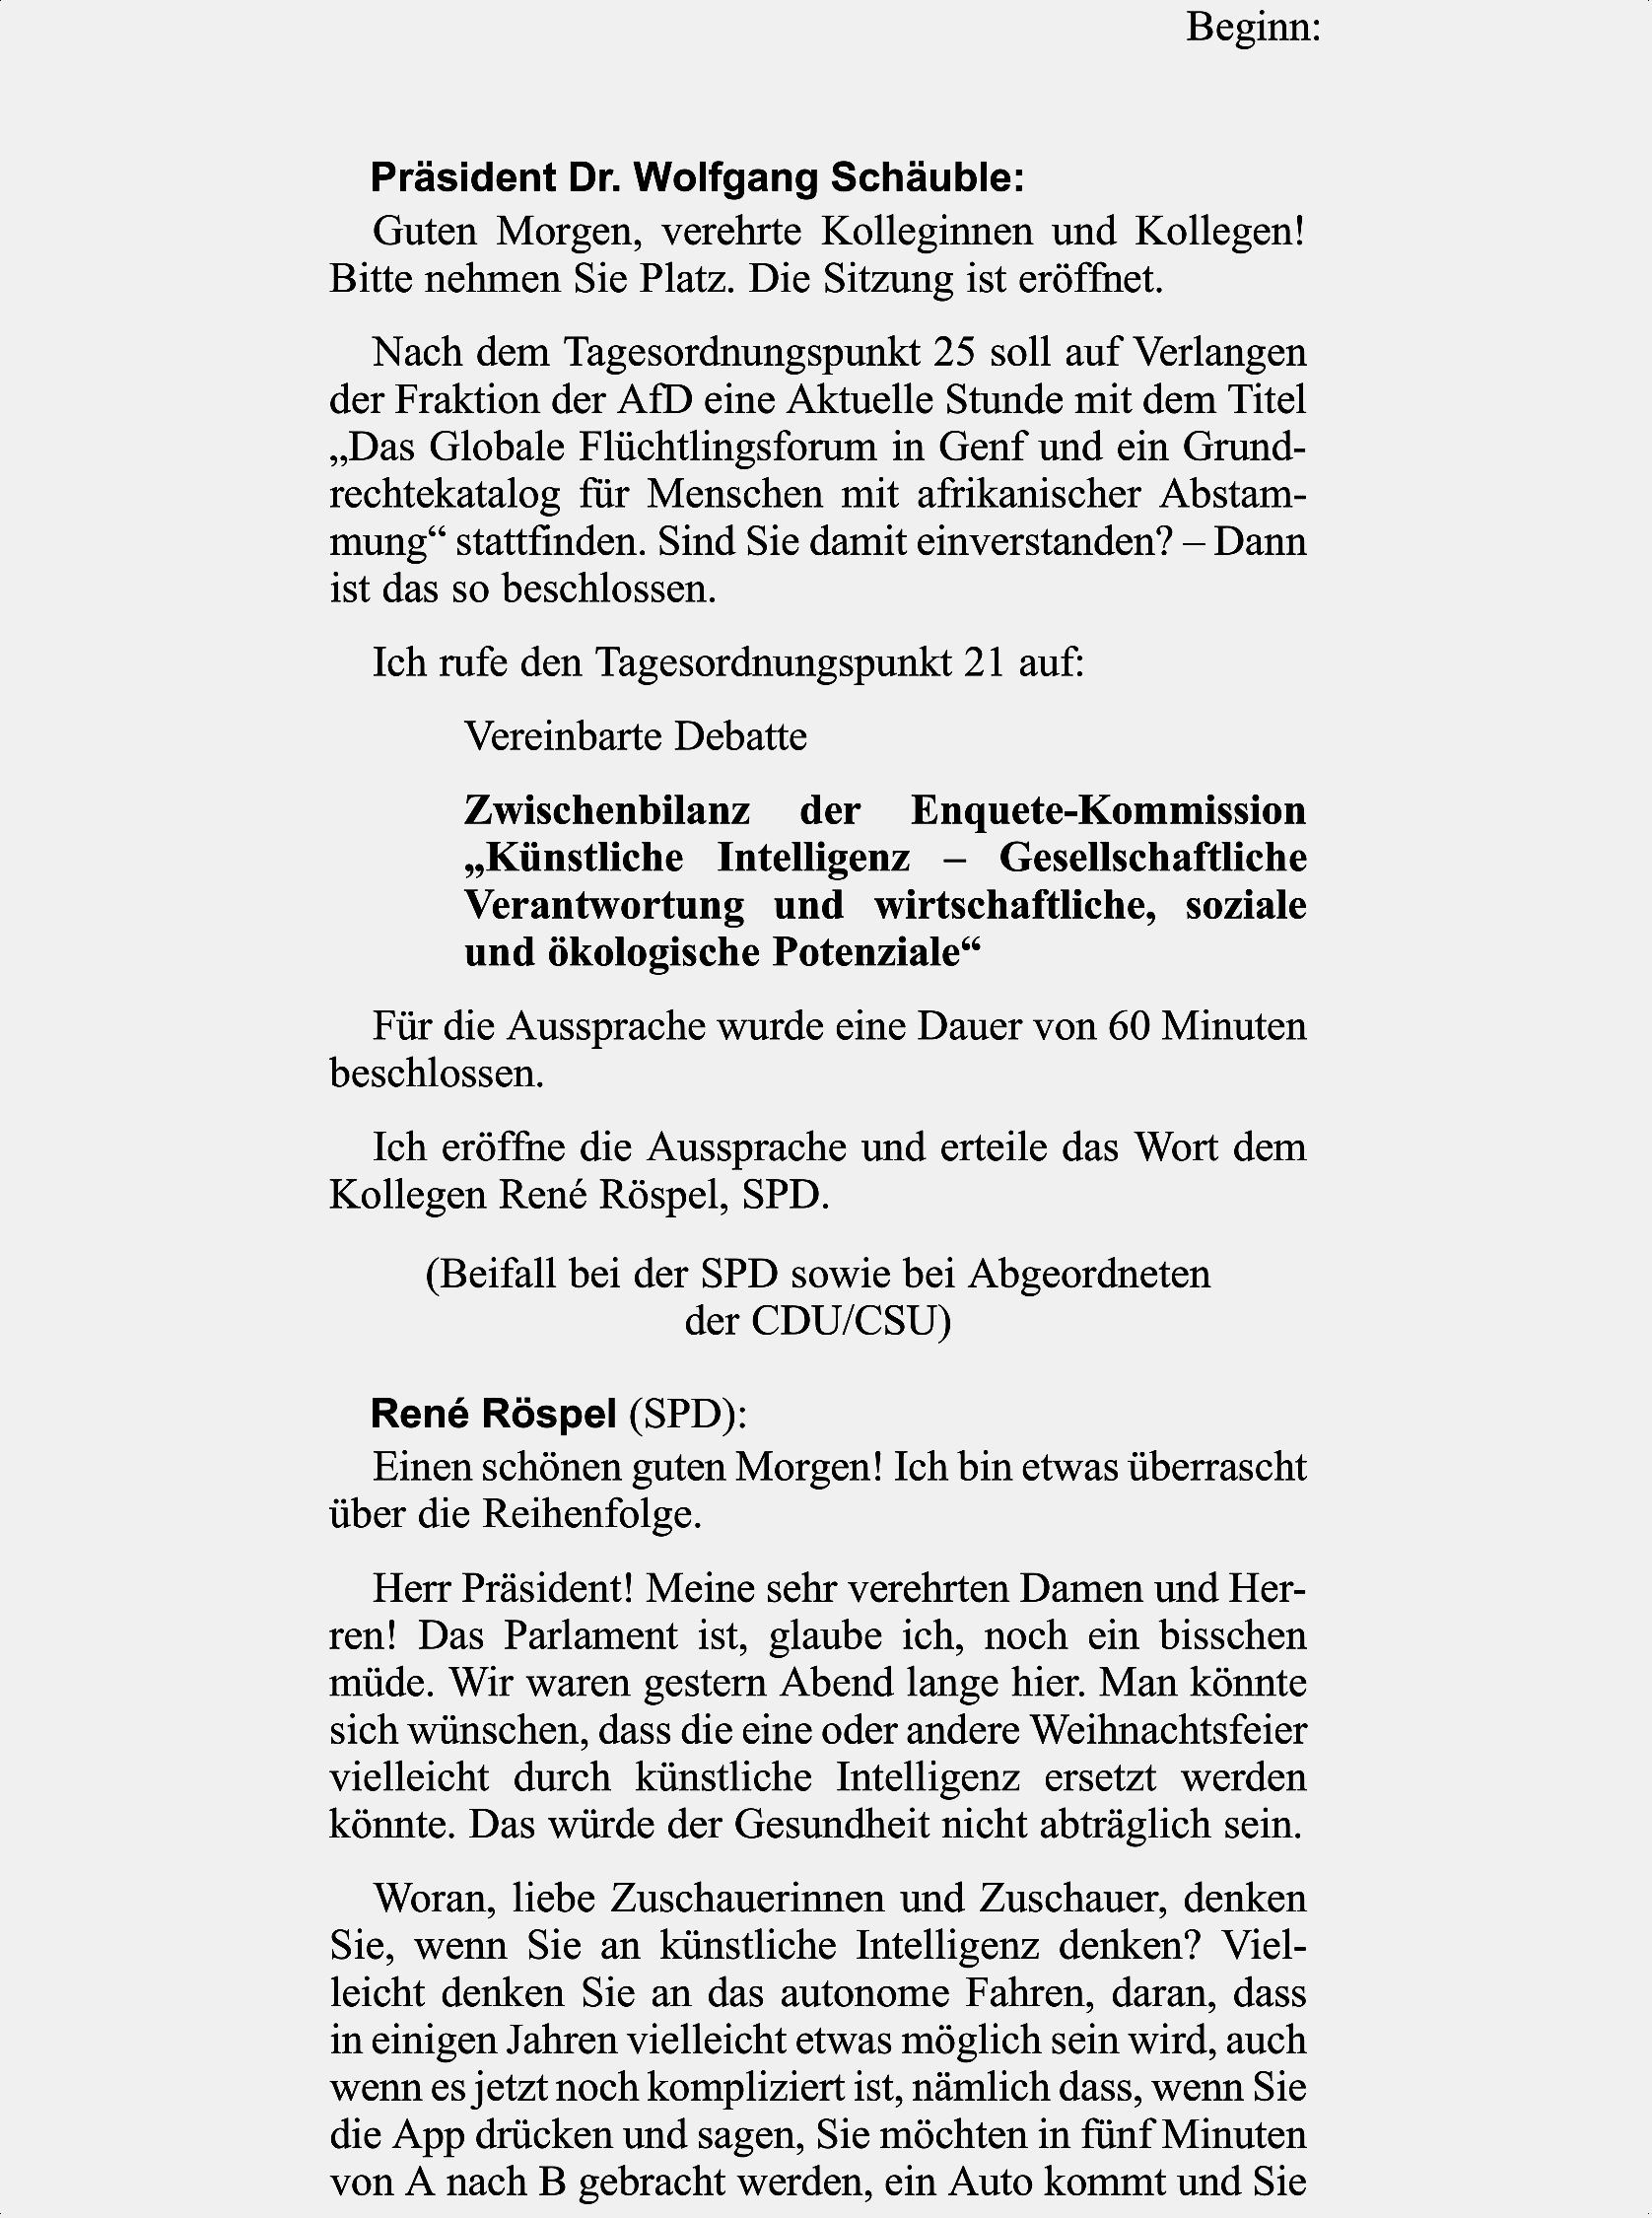 Beginn:
Präsident Dr. Wolfgang Schäuble:
Guten Morgen, verehrte Kolleginnen und Kollegen!
Bitte nehmen Sie Platz. Die Sitzung ist eröffnet.
Nach dem Tagesordnungspunkt 25 soll auf Verlangen
der Fraktion der AfD eine Aktuelle Stunde mit dem Titel
„Das Globale Flüchtlingsforum in Genf und ein Grund-
rechtekatalog für Menschen mit afrikanischer Abstam-
mung“ stattfinden. Sind Sie damit einverstanden? – Dann
ist das so beschlossen.
Ich rufe den Tagesordnungspunkt 21 auf:
Vereinbarte Debatte
Zwischenbilanz der Enquete-Kommission
„Künstliche Intelligenz – Gesellschaftliche
Verantwortung und wirtschaftliche, soziale
und ökologische Potenziale“
Für die Aussprache wurde eine Dauer von 60 Minuten
beschlossen.
Ich eröffne die Aussprache und erteile das Wort dem
Kollegen René Röspel, SPD.
(Beifall bei der SPD sowie bei Abgeordneten
der CDU/CSU)
René Röspel (SPD):
Einen schönen guten Morgen! Ich bin etwas überrascht
über die Reihenfolge.
Herr Präsident! Meine sehr verehrten Damen und Her-
ren! Das Parlament ist, glaube ich, noch ein bisschen
müde. Wir waren gestern Abend lange hier. Man könnte
sich wünschen, dass die eine oder andere Weihnachtsfeier
vielleicht durch künstliche Intelligenz ersetzt werden
könnte. Das würde der Gesundheit nicht abträglich sein.
Woran, liebe Zuschauerinnen und Zuschauer, denken
Sie, wenn Sie an künstliche Intelligenz denken? Viel-
leicht denken Sie an das autonome Fahren, daran, dass
in einigen Jahren vielleicht etwas möglich sein wird, auch
wenn es jetzt noch kompliziert ist, nämlich dass, wenn Sie
die App drücken und sagen, Sie möchten in fünf Minuten
von A nach B gebracht werden, ein Auto kommt und Sie